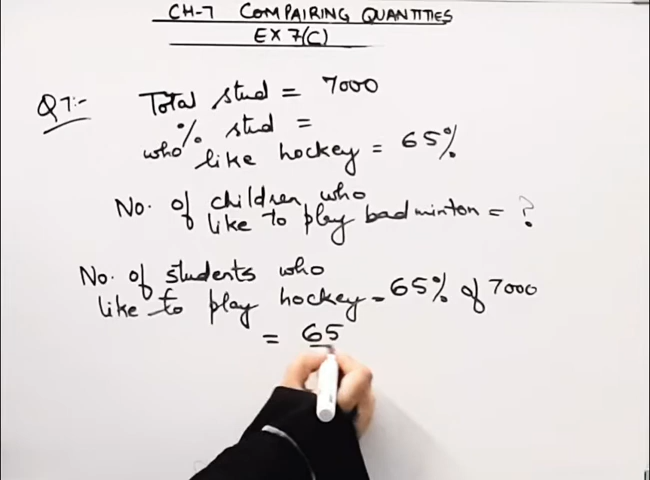 CH-7 COMPAIRING QUANTITIES
EX 7(C)
Q7:- Total stud = 7000
% stud =
who like hockey = 65%
No. of children who
like to play badminton = ?
No. of students who
like to play hockey = 65% of 7000
= 65